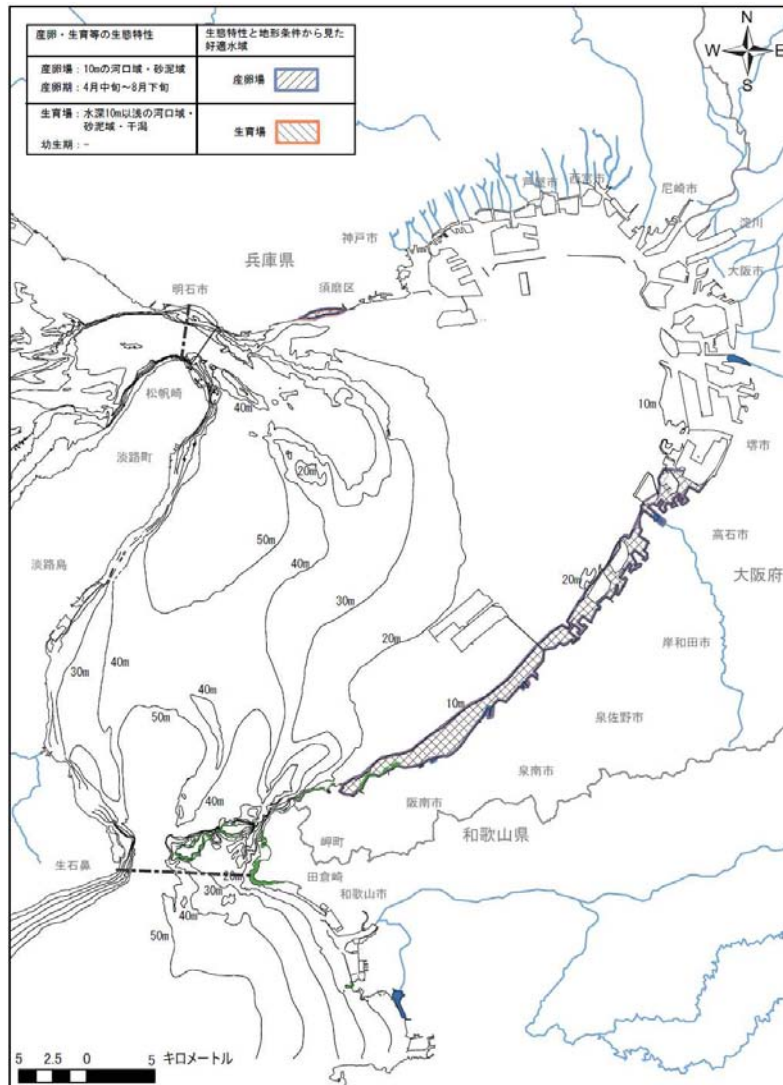 産卵・生育等の生態特性
生態特性と地形条件から見た
好適水域
産卵場：10mの河口域・砂泥域
産卵期：4月中旬～8月下旬
産卵場
生育場：水深10m以浅の河口域・
砂泥域・干潟
幼生期：-
生育場
N
W E
S
芦屋市
西宮市
尼崎市
神戸市
淀川
兵庫県
大阪市
明石市
須磨区
松帆崎
40m
10m
淡路町
堺市
20m
50m
高石市
淡路島
40m
20m
大阪府
30m
岸和田市
20m
30m
40m
40m
10m
50m
泉佐野市
泉南市
40m
阪南市
和歌山県
岬町
生石鼻
田倉崎
20m
30m
和歌山市
40m
50m
5 2.5 0 5 キロメートル